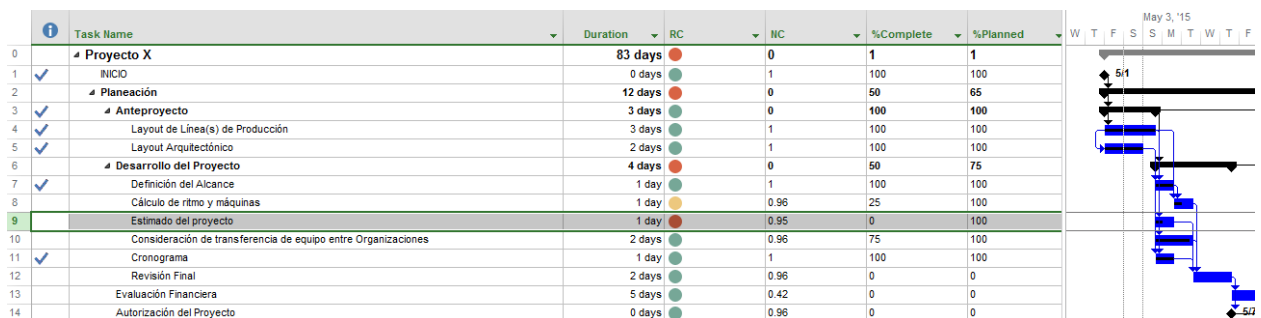 May 3, '15
Task Name Duration RC NC %Complete %Planned W T F S S M T W T F
0 Proyecto X 83 days 0 1 1
1 INICIO 0 days 1 100 100 5/1
2 Planeación 12 days 0 50 65
3 Anteproyecto 3 days 0 100 100
4 Layout de Línea(s) de Producción 3 days 1 100 100
5 Layout Arquitectónico 2 days 1 100 100
6 Desarrollo del Proyecto 4 days 0 50 75
7 Definición del Alcance 1 day 1 100 100
8 Cálculo de ritmo y máquinas 1 day 0.96 25 100
9 Estimado del proyecto 1 day 0.95 0 100
10 Consideración de transferencia de equipo entre Organizaciones 2 days 0.96 75 100
11 Cronograma 1 day 1 100 100
12 Revisión Final 2 days 0.96 0 0
13 Evaluación Financiera 5 days 0.42 0 0
14 Autorización del Proyecto 0 days 0.96 0 0 5/7